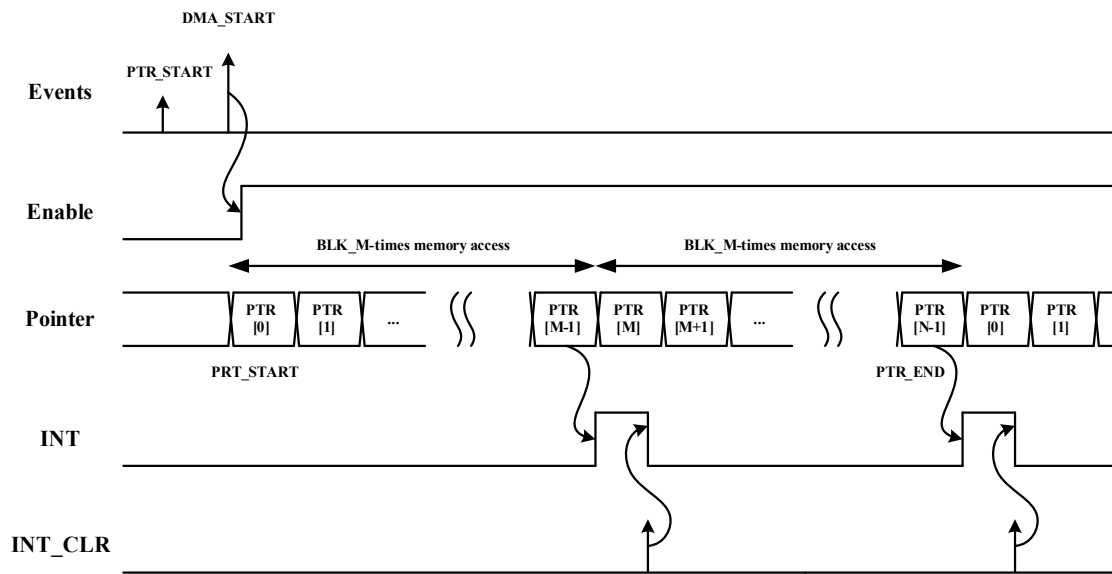 DMA_START
PTR_START
Events
Enable
BLK_M-times memory access
BLK_M-times memory access
Pointer
PTR
[0]
PTR
[1]
...
PTR
[M-1]
PTR
[M]
PTR
[M+1]
...
PTR
[N-1]
PTR
[0]
PTR
[1]
PRT_START
PTR_END
INT
INT_CLR